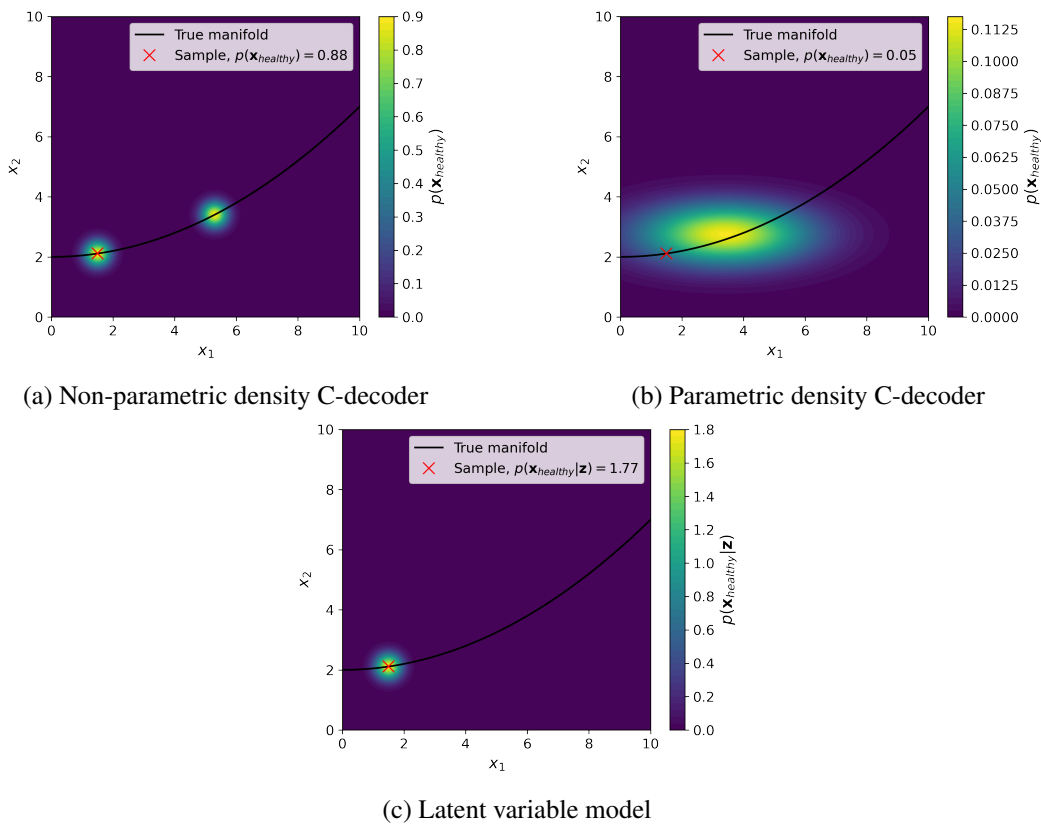 10
8
6
4
2
0
x₂
0 2 4 6 8 10
x₁
True manifold
Sample, p(x_healthy) = 0.88
0.9
0.8
0.7
0.6
0.5
0.4
0.3
0.2
0.1
0.0
p(x_healthy)
(a) Non-parametric density C-decoder
10
8
6
4
2
0
x₂
0 2 4 6 8 10
x₁
True manifold
Sample, p(x_healthy) = 0.05
0.1125
0.1000
0.0875
0.0750
0.0625
0.0500
0.0375
0.0250
0.0125
0.0000
p(x_healthy)
(b) Parametric density C-decoder
10
8
6
4
2
0
x₂
0 2 4 6 8 10
x₁
True manifold
Sample, p(x_healthy|z) = 1.77
1.8
1.6
1.4
1.2
1.0
0.8
0.6
0.4
0.2
0.0
p(x_healthy|z)
(c) Latent variable model